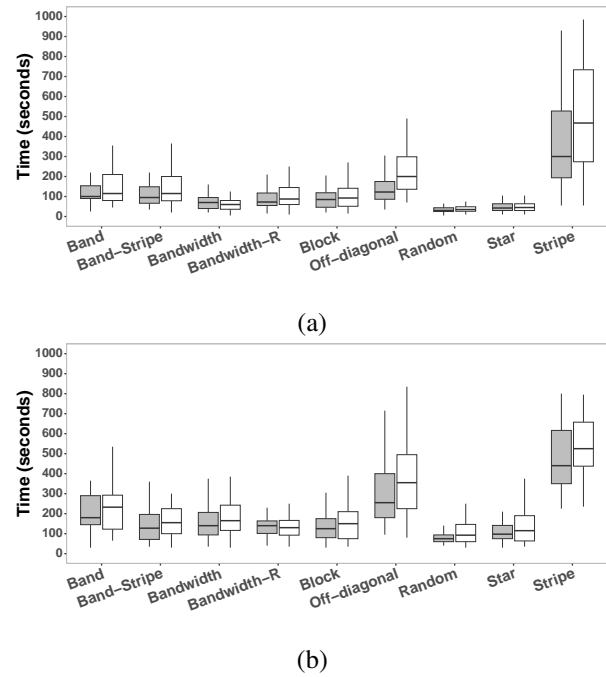 1000
900
800
700
600
500
400
300
200
100
0
Time (seconds)
Band
Band−Stripe
Bandwidth
Bandwidth−R
Block
Off−diagonal
Random
Star
Stripe
(a)
1000
900
800
700
600
500
400
300
200
100
0
Time (seconds)
Band
Band−Stripe
Bandwidth
Bandwidth−R
Block
Off−diagonal
Random
Star
Stripe
(b)